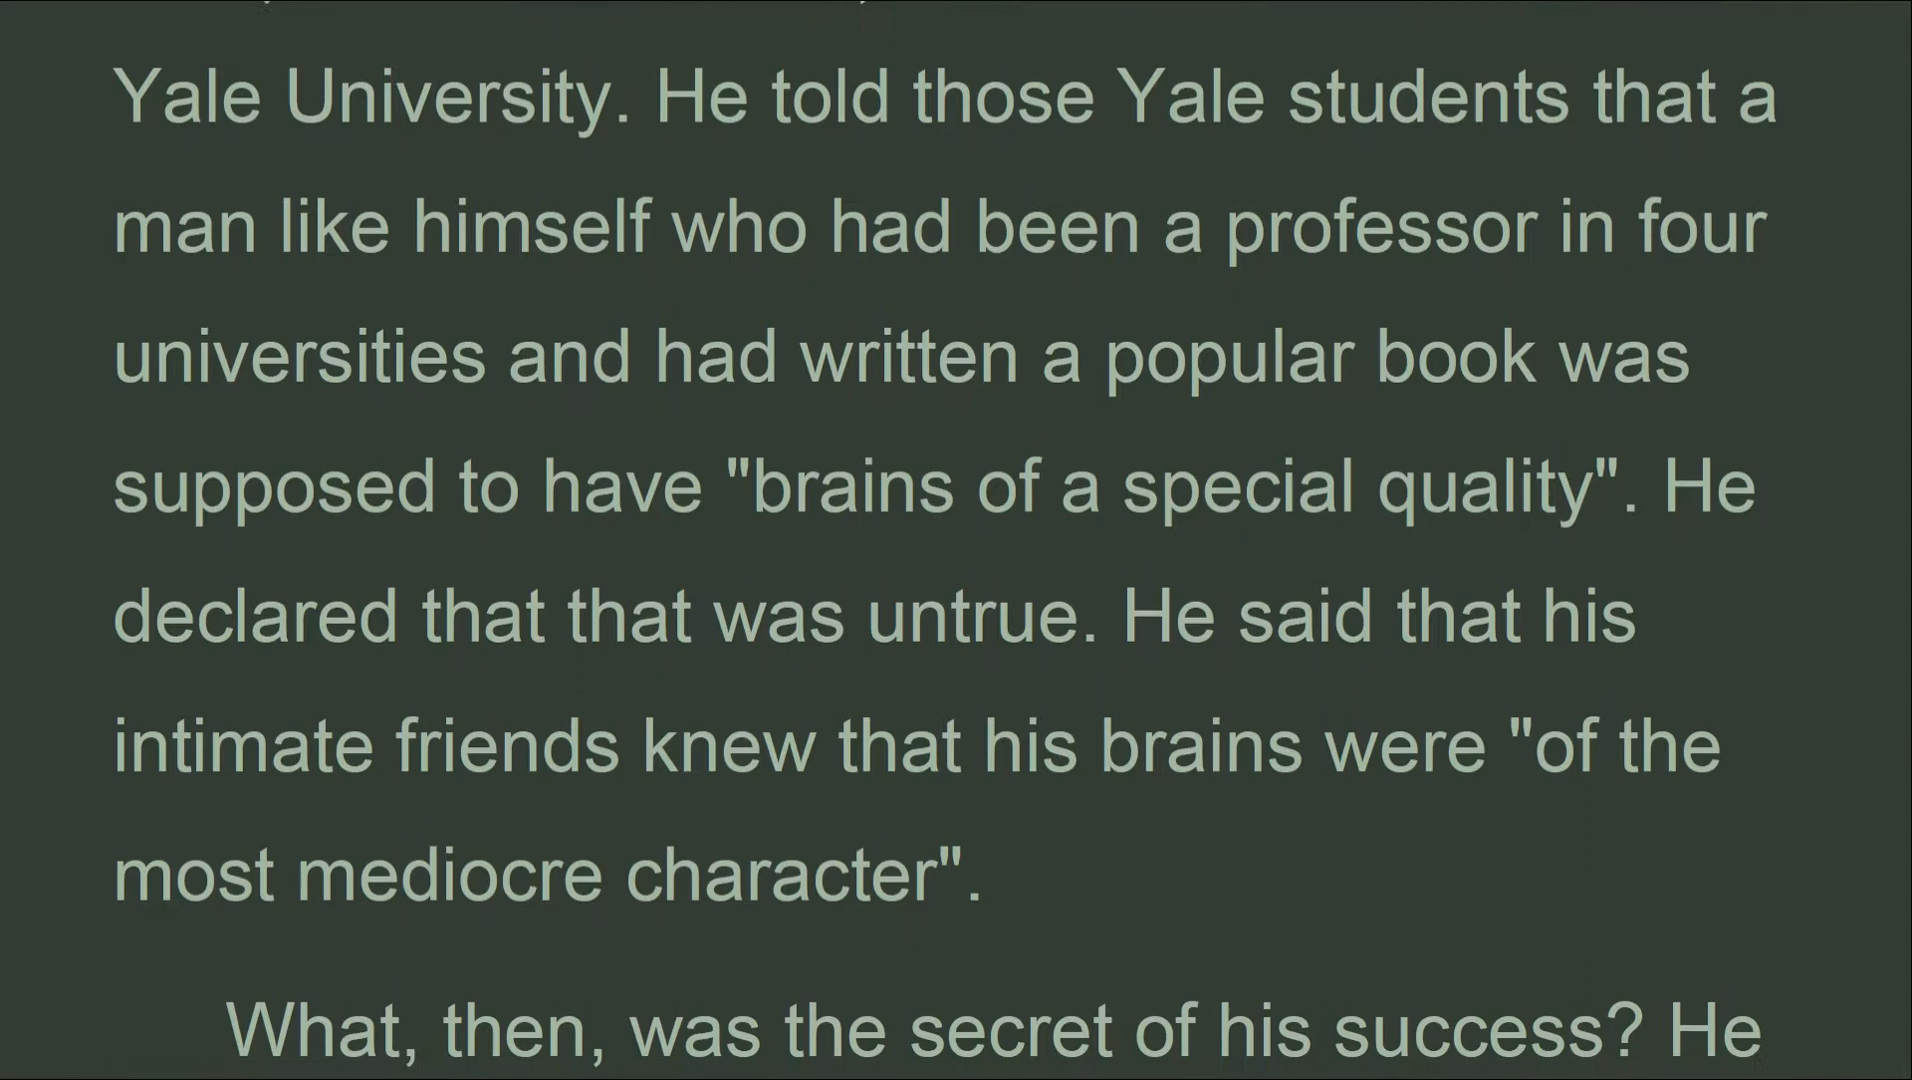 Yale University. He told those Yale students that a
man like himself who had been a professor in four
universities and had written a popular book was
supposed to have "brains of a special quality". He
declared that that was untrue. He said that his
intimate friends knew that his brains were "of the
most mediocre character".
What, then, was the secret of his success? He